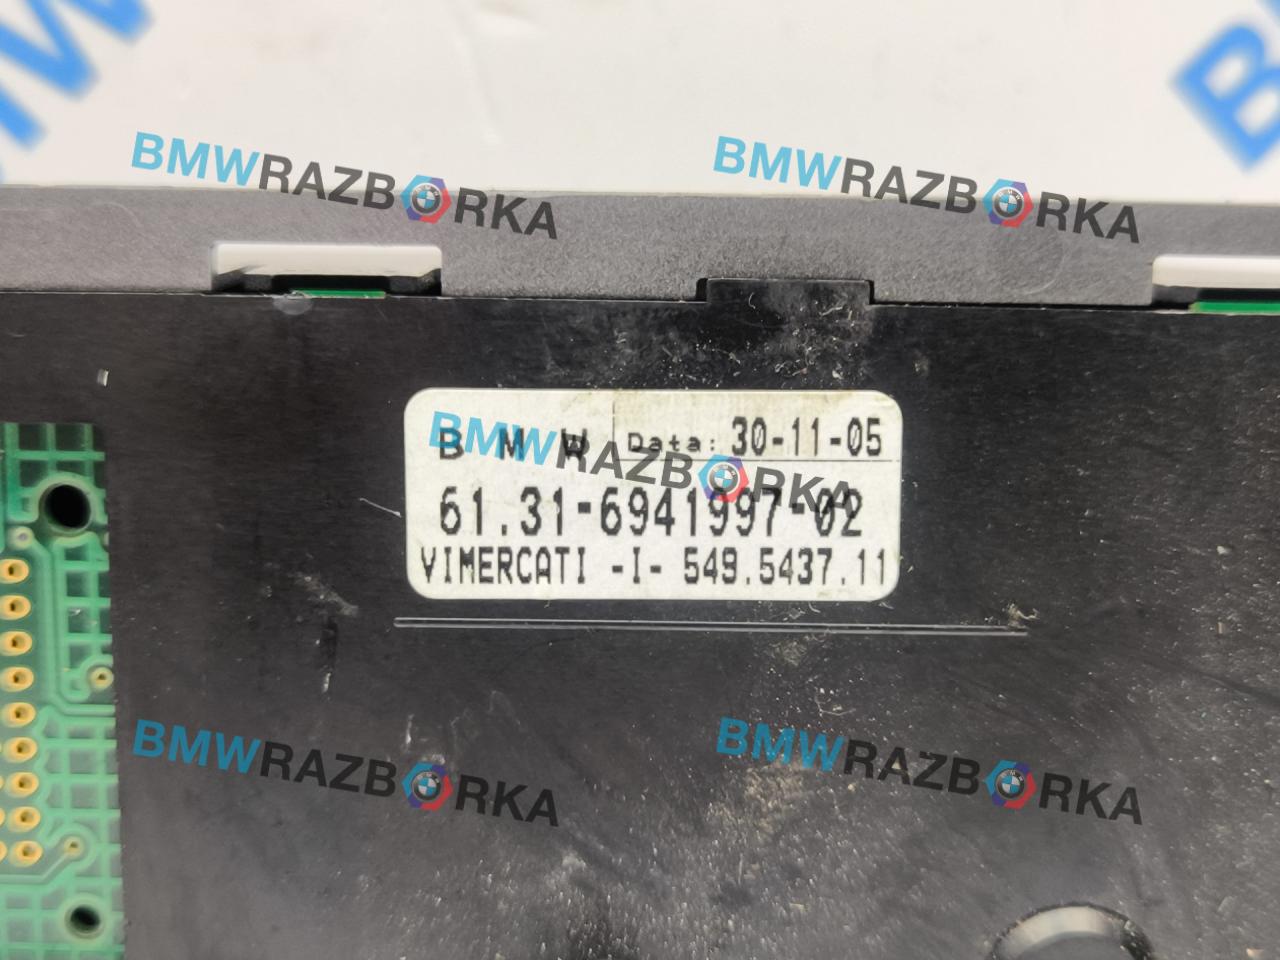 BMWRAZBORKA BMWRAZBORKA
B M W Data: 30-11-05
BMWRAZBORKA
61.31-6941997-02
VIMERCATI -I- 549.5437.11
BMWRAZBORKA BMWRAZBORKA